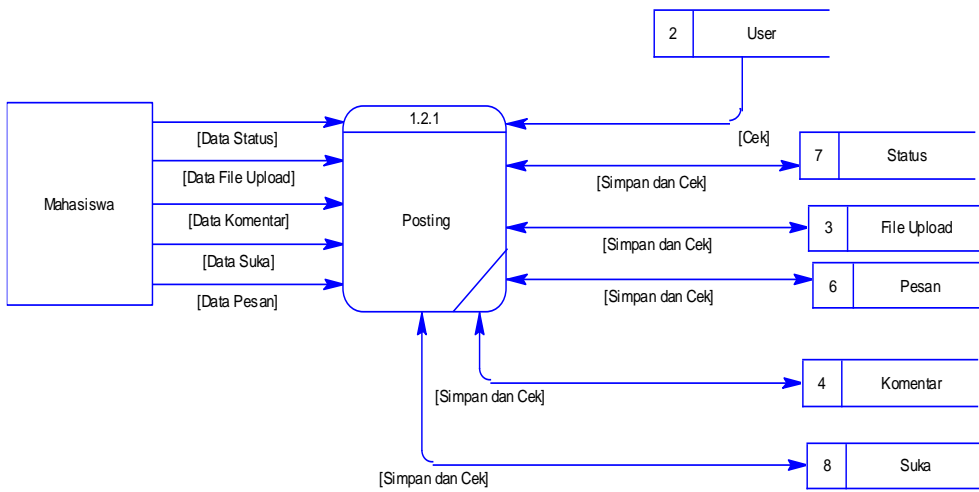 2 User
1.2.1
[Data Status]
[Cek]
7 Status
[Data File Upload]
[Simpan dan Cek]
Mahasiswa
[Data Komentar]
Posting
3 File Upload
[Simpan dan Cek]
[Data Suka]
6 Pesan
[Data Pesan]
[Simpan dan Cek]
4 Komentar
[Simpan dan Cek]
8 Suka
[Simpan dan Cek]